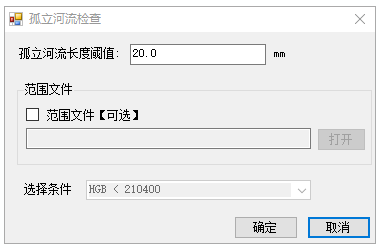 孤立河流检查
孤立河流长度阈值: 20.0 mm
范围文件
范围文件【可选】
打开
选择条件 HGB < 210400
确定 取消